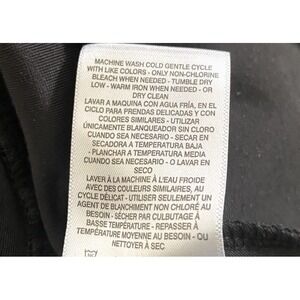 MACHINE WASH COLD GENTLE CYCLE
WITH LIKE COLORS - ONLY NON-CHLORINE
BLEACH WHEN NEEDED - TUMBLE DRY
LOW - WARM IRON WHEN NEEDED - OR
DRY CLEAN
LAVAR A MAQUINA CON AGUA FRÍA, EN EL
CICLO PARA PRENDAS DELICADAS Y CON
COLORES SIMILARES - UTILIZAR
ÚNICAMENTE BLANQUEADOR SIN CLORO
CUANDO SEA NECESARIO - SECAR EN
SECADORA A TEMPERATURA BAJA
- PLANCHAR A TEMPERATURA MEDIA
CUANDO SEA NECESARIO - O LAVAR EN
SECO
LAVER À LA MACHINE À L'EAU FROIDE
AVEC DES COULEURS SIMILAIRES, AU
CYCLE DÉLICAT - UTILISER SEULEMENT UN
AGENT DE BLANCHIMENT NON CHLORÉ AU
BESOIN - SÉCHER PAR CULBUTAGE À
BASSE TEMPÉRATURE - REPASSER À
TEMPÉRATURE MOYENNE AU BESOIN - OU
NETTOYER À SEC